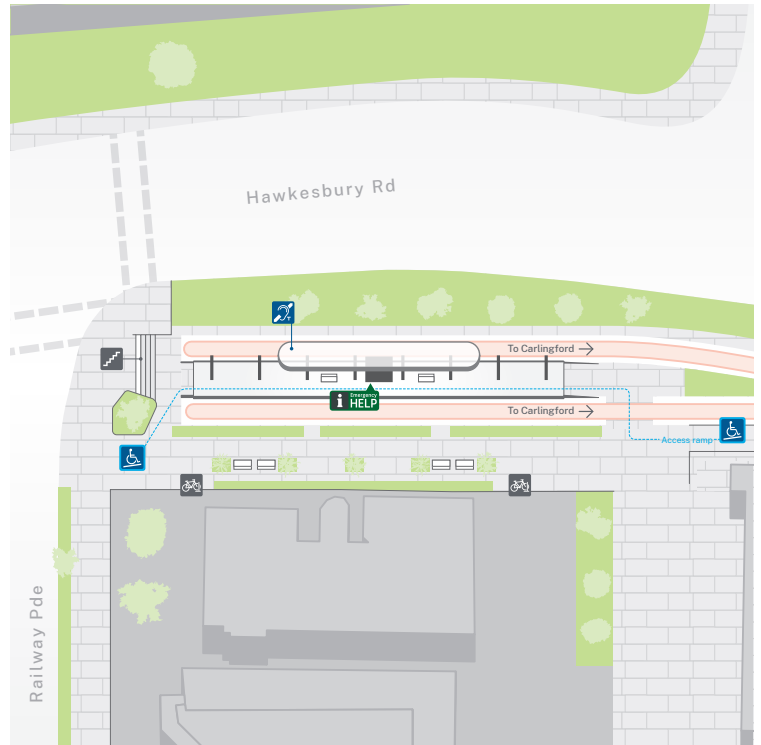 Hawkesbury Rd
To Carlingford
i Emergency
HELP
To Carlingford
Access ramp
Railway Pde
T